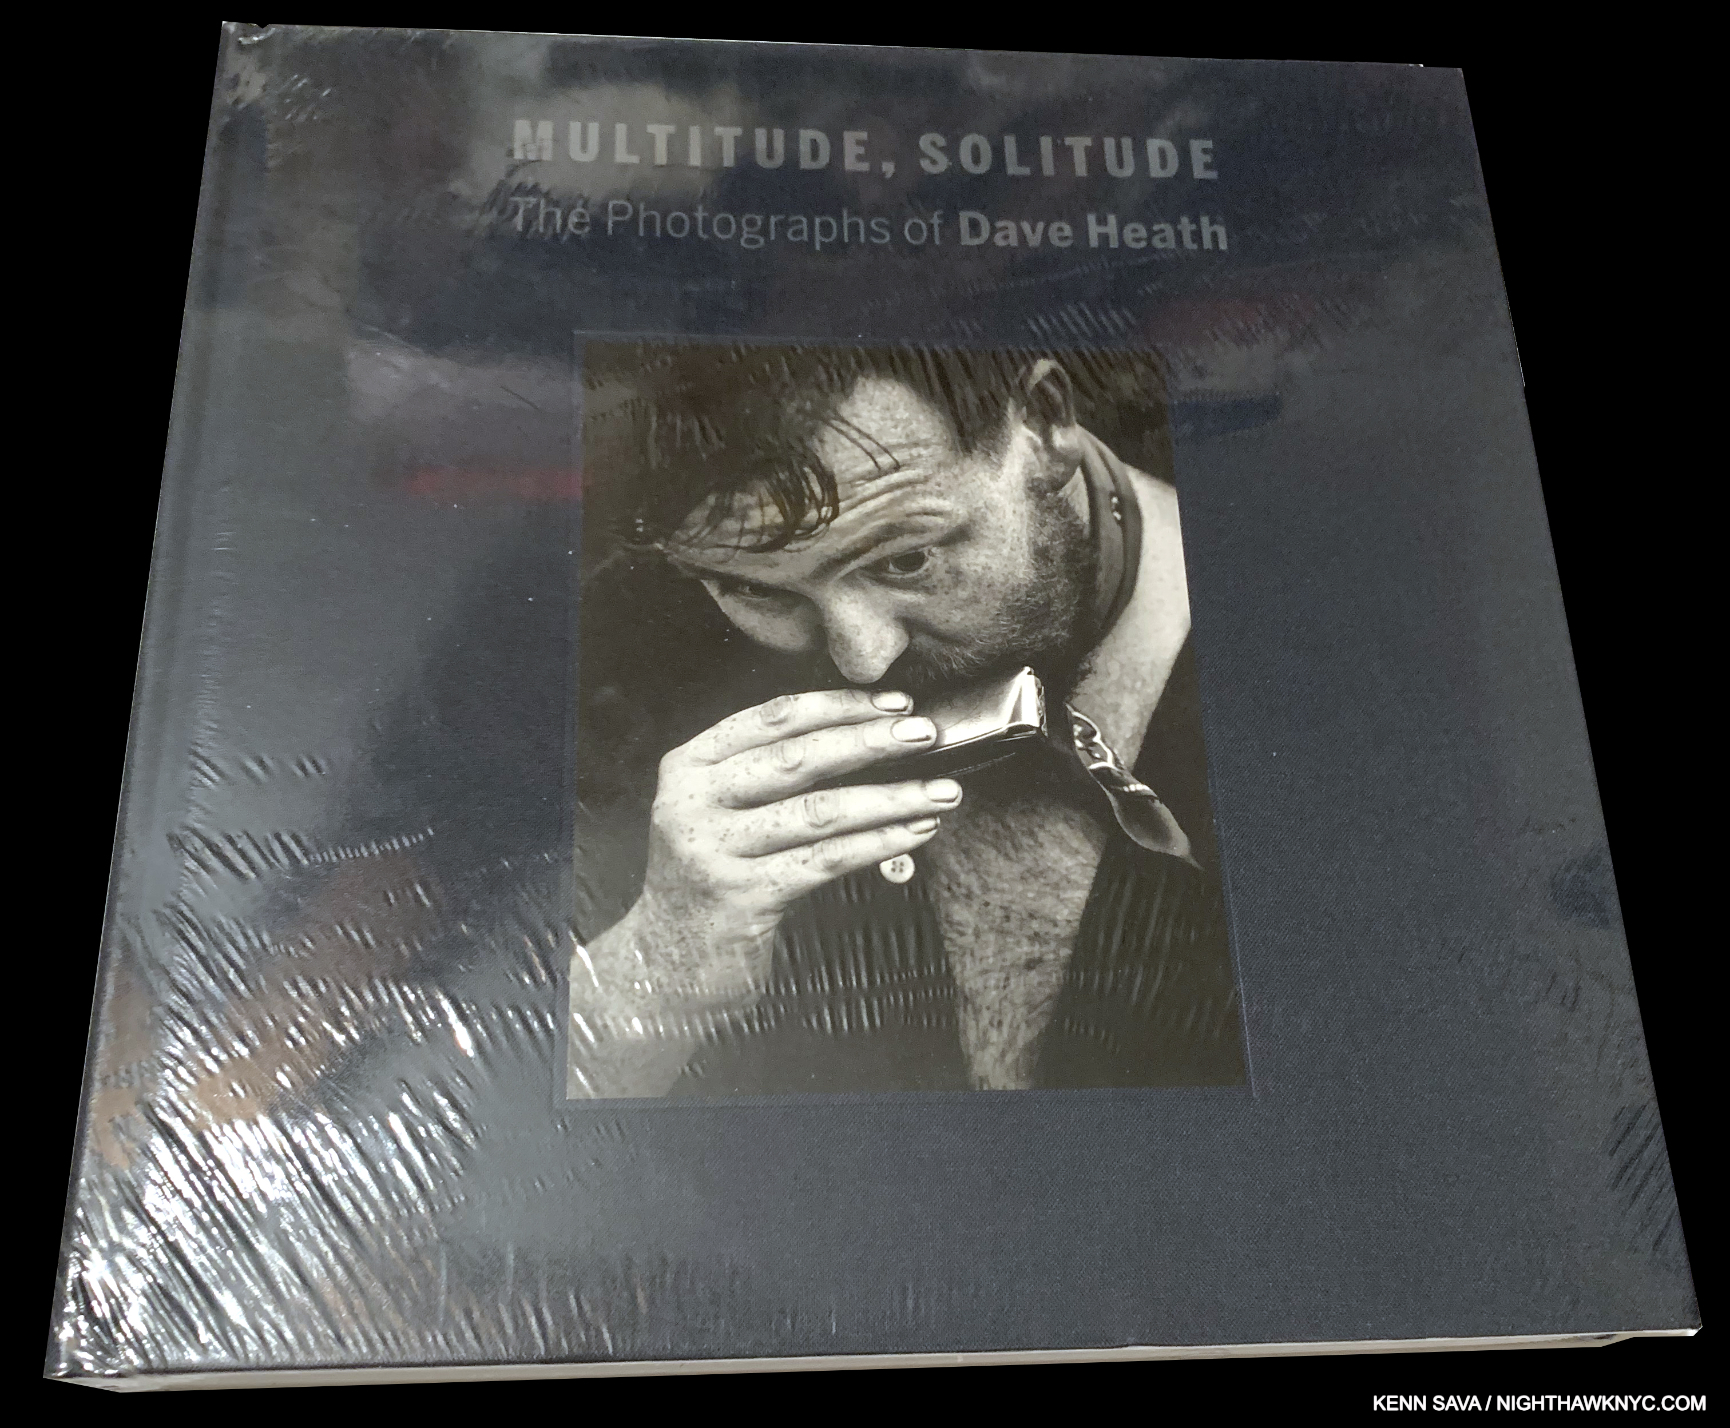 MULTITUDE, SOLITUDE
The Photographs of Dave Heath
KENN SAVA / NIGHTHAWKNYC.COM